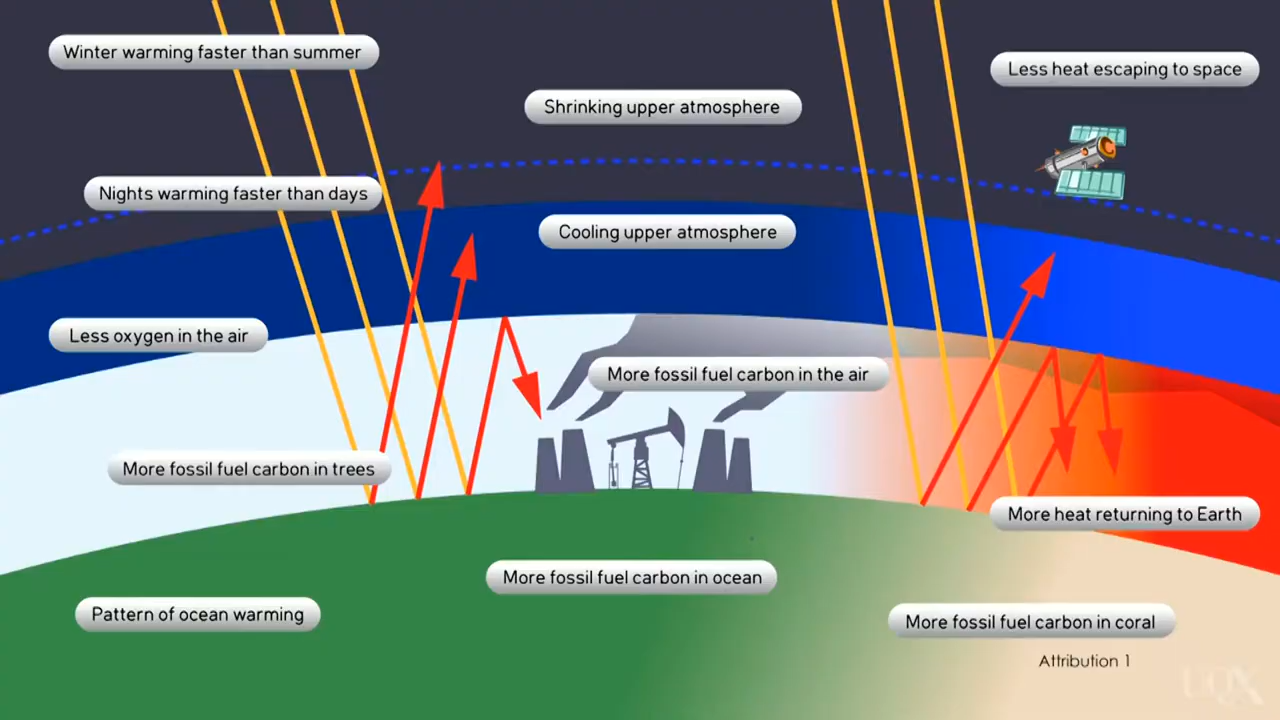 Winter warming faster than summer
Less heat escaping to space
Shrinking upper atmosphere
Nights warming faster than days
Cooling upper atmosphere
Less oxygen in the air
More fossil fuel carbon in the air
More fossil fuel carbon in trees
More heat returning to Earth
More fossil fuel carbon in ocean
Pattern of ocean warming
More fossil fuel carbon in coral
Attribution 1
UQX